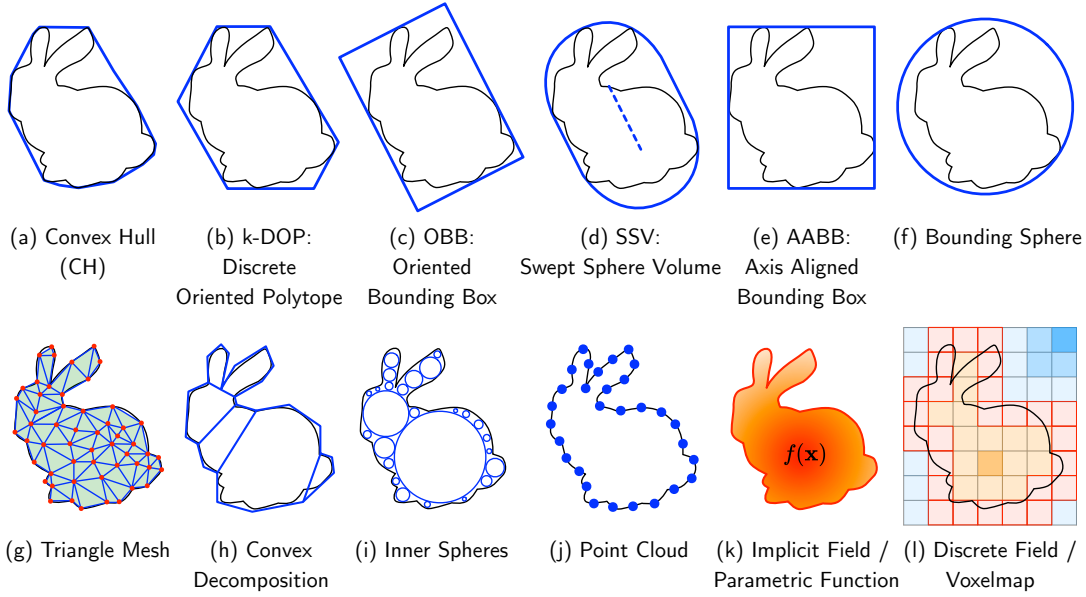 (a) Convex Hull
(CH)
(b) k-DOP:
Discrete
Oriented Polytope
(c) OBB:
Oriented
Bounding Box
(d) SSV:
Swept Sphere Volume
(e) AABB:
Axis Aligned
Bounding Box
(f) Bounding Sphere
f(x)
(g) Triangle Mesh
(h) Convex
Decomposition
(i) Inner Spheres
(j) Point Cloud
(k) Implicit Field /
Parametric Function
(l) Discrete Field /
Voxelmap